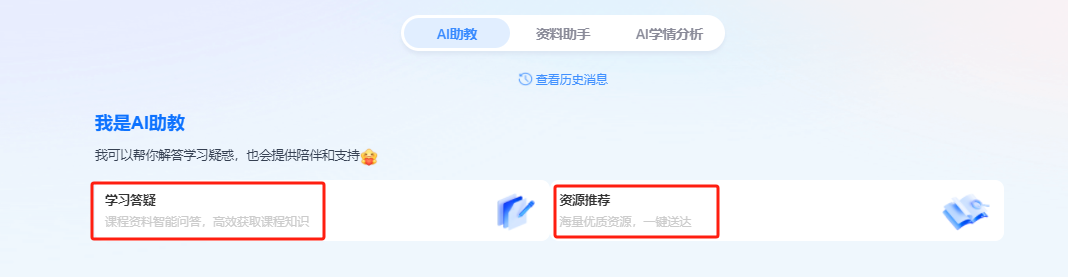 AI助教 资料助手 AI学情分析
查看历史消息
我是AI助教
我可以帮你解答学习疑惑，也会提供陪伴和支持
学习答疑 资源推荐
课程资料智能问答，高效获取课程知识 海量优质资源，一键送达